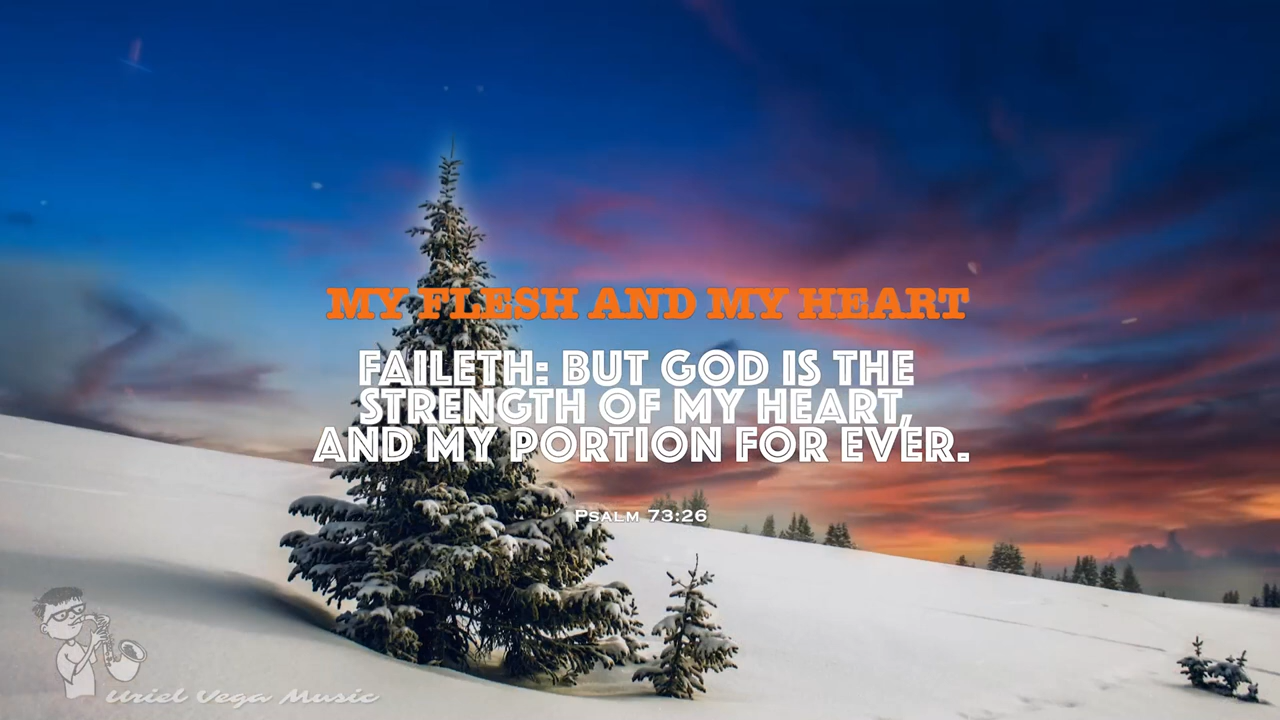 MY FLESH AND MY HEART
FAILETH: BUT GOD IS THE
STRENGTH OF MY HEART,
AND MY PORTION FOR EVER.
Psalm 73:26
Uriel Vega Music